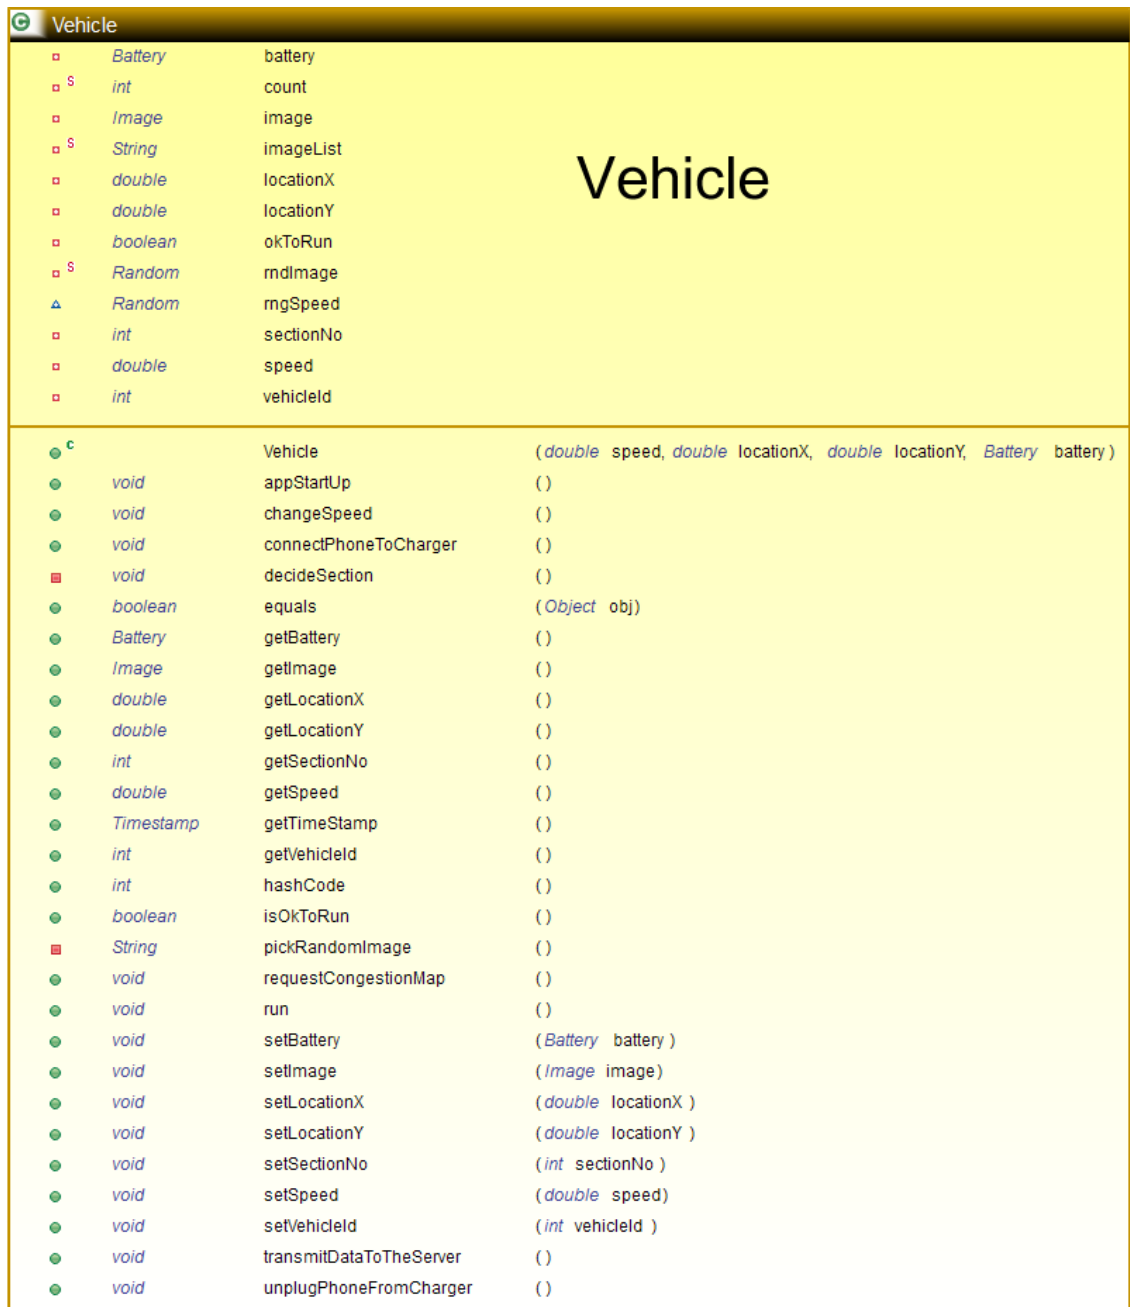 C Vehicle
Battery battery
S int count
Image image
S String imageList
Vehicle
double locationX
double locationY
boolean okToRun
S Random rndImage
Random rngSpeed
int sectionNo
double speed
int vehicleId
C Vehicle (double speed, double locationX, double locationY, Battery battery)
void appStartUp ()
void changeSpeed ()
void connectPhoneToCharger ()
void decideSection ()
boolean equals (Object obj)
Battery getBattery ()
Image getImage ()
double getLocationX ()
double getLocationY ()
int getSectionNo ()
double getSpeed ()
Timestamp getTimeStamp ()
int getVehicleId ()
int hashCode ()
boolean isOkToRun ()
String pickRandomImage ()
void requestCongestionMap ()
void run ()
void setBattery (Battery battery)
void setImage (Image image)
void setLocationX (double locationX)
void setLocationY (double locationY)
void setSectionNo (int sectionNo)
void setSpeed (double speed)
void setVehicleId (int vehicleId)
void transmitDataToTheServer ()
void unplugPhoneFromCharger ()